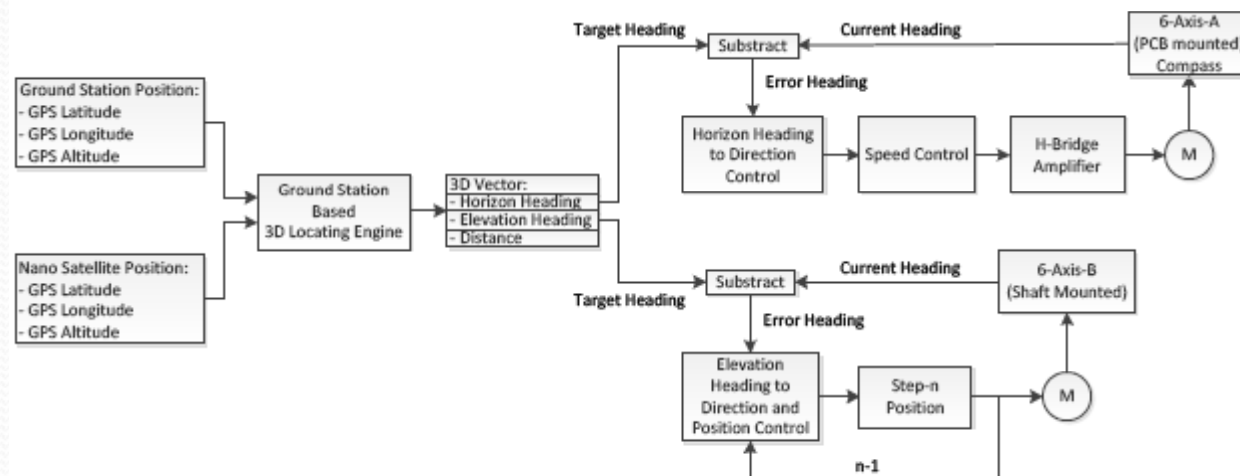 Ground Station Position:
- GPS Latitude
- GPS Longitude
- GPS Altitude
Nano Satellite Position:
- GPS Latitude
- GPS Longitude
- GPS Altitude
Ground Station
Based
3D Locating Engine
3D Vector:
- Horizon Heading
- Elevation Heading
- Distance
Target Heading
Substract
Current Heading
6-Axis-A
(PCB mounted)
Compass
Error Heading
Horizon Heading
to Direction
Control
Speed Control
H-Bridge
Amplifier
M
Target Heading
Substract
Current Heading
6-Axis-B
(Shaft Mounted)
Error Heading
Elevation
Heading to
Direction and
Position Control
Step-n
Position
M
n-1